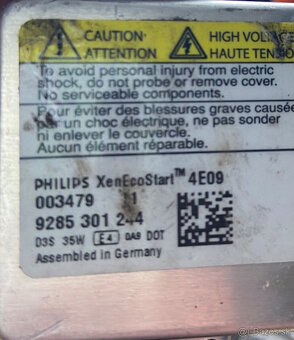 CAUTION HIGH VOLTAGE
ATTENTION HAUTE TENSION
To avoid personal injury from electric
shock, do not probe or remove cover.
No serviceable components.
Pour éviter des blessures graves causée
par un choc électrique, ne pas sonder
ni enlever le couvercle.
Aucun élément réparable.
PHILIPS XenEcoStart™ 4E09
003479
9285 301 244
D3S 35W E4 DOT
Assembled in Germany